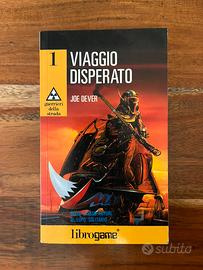 1
VIAGGIO
DISPERATO
JOE DEVER
guerrieri
della
strada
librogame
subito